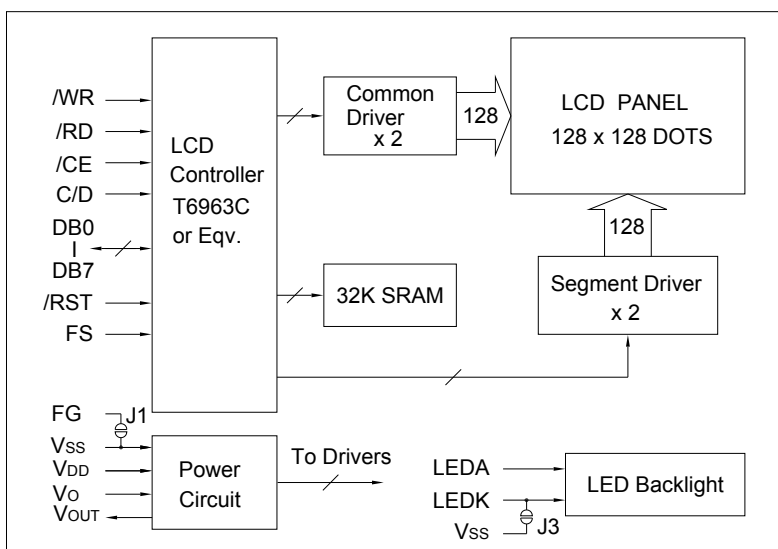 /WR
/RD
/CE
C/D
DB0
I
DB7
/RST
FS
LCD
Controller
T6963C
or Eqv.
Common
Driver
x 2
128
LCD PANEL
128 x 128 DOTS
128
32K SRAM
Segment Driver
x 2
FG
J1
VSS
VDD
VO
VOUT
Power
Circuit
To Drivers
LEDA
LEDK
VSS
J3
LED Backlight